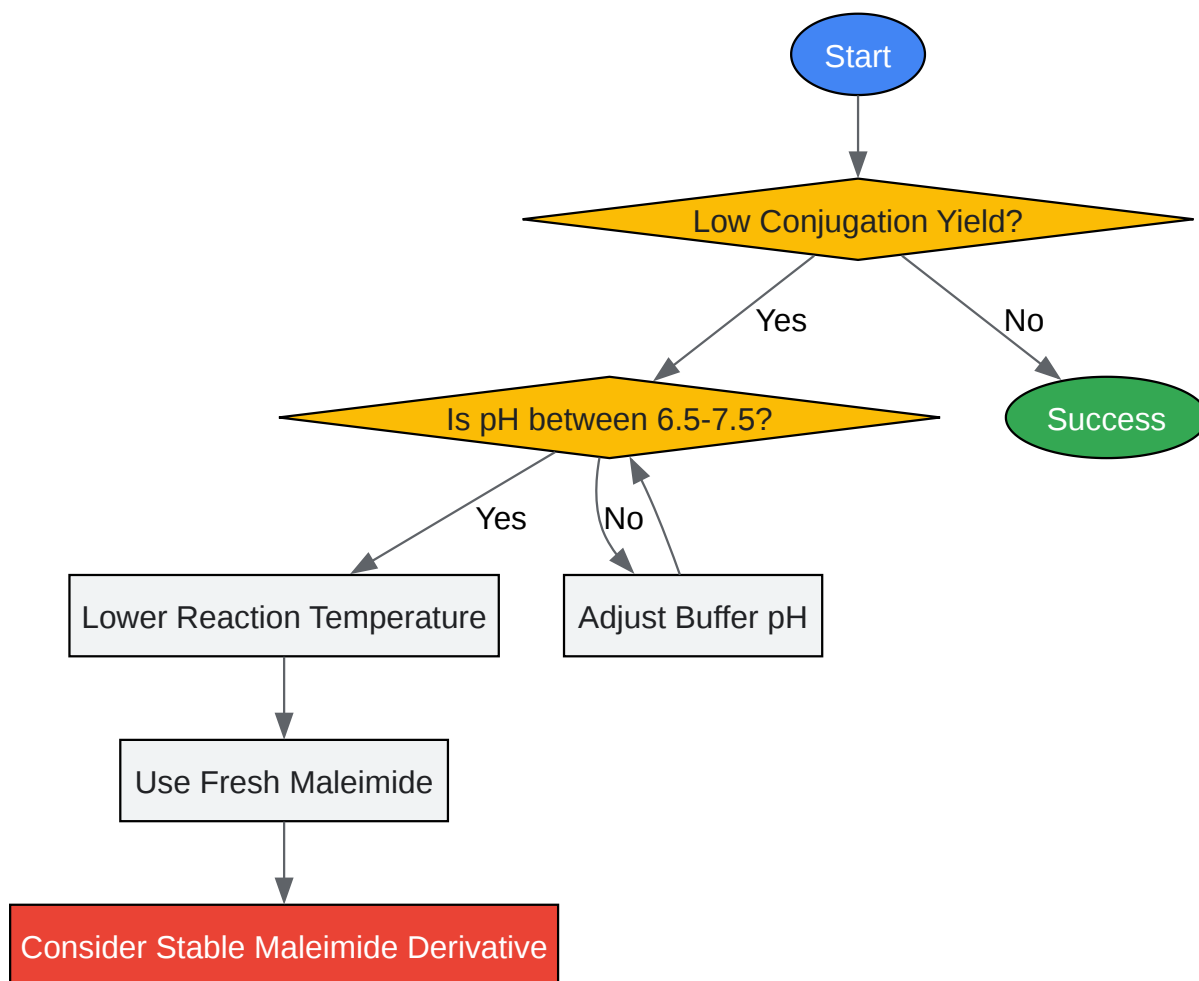 Start
Low Conjugation Yield?
Yes
No
Is pH between 6.5-7.5?
Success
Yes
No
Lower Reaction Temperature
Adjust Buffer pH
Use Fresh Maleimide
Consider Stable Maleimide Derivative